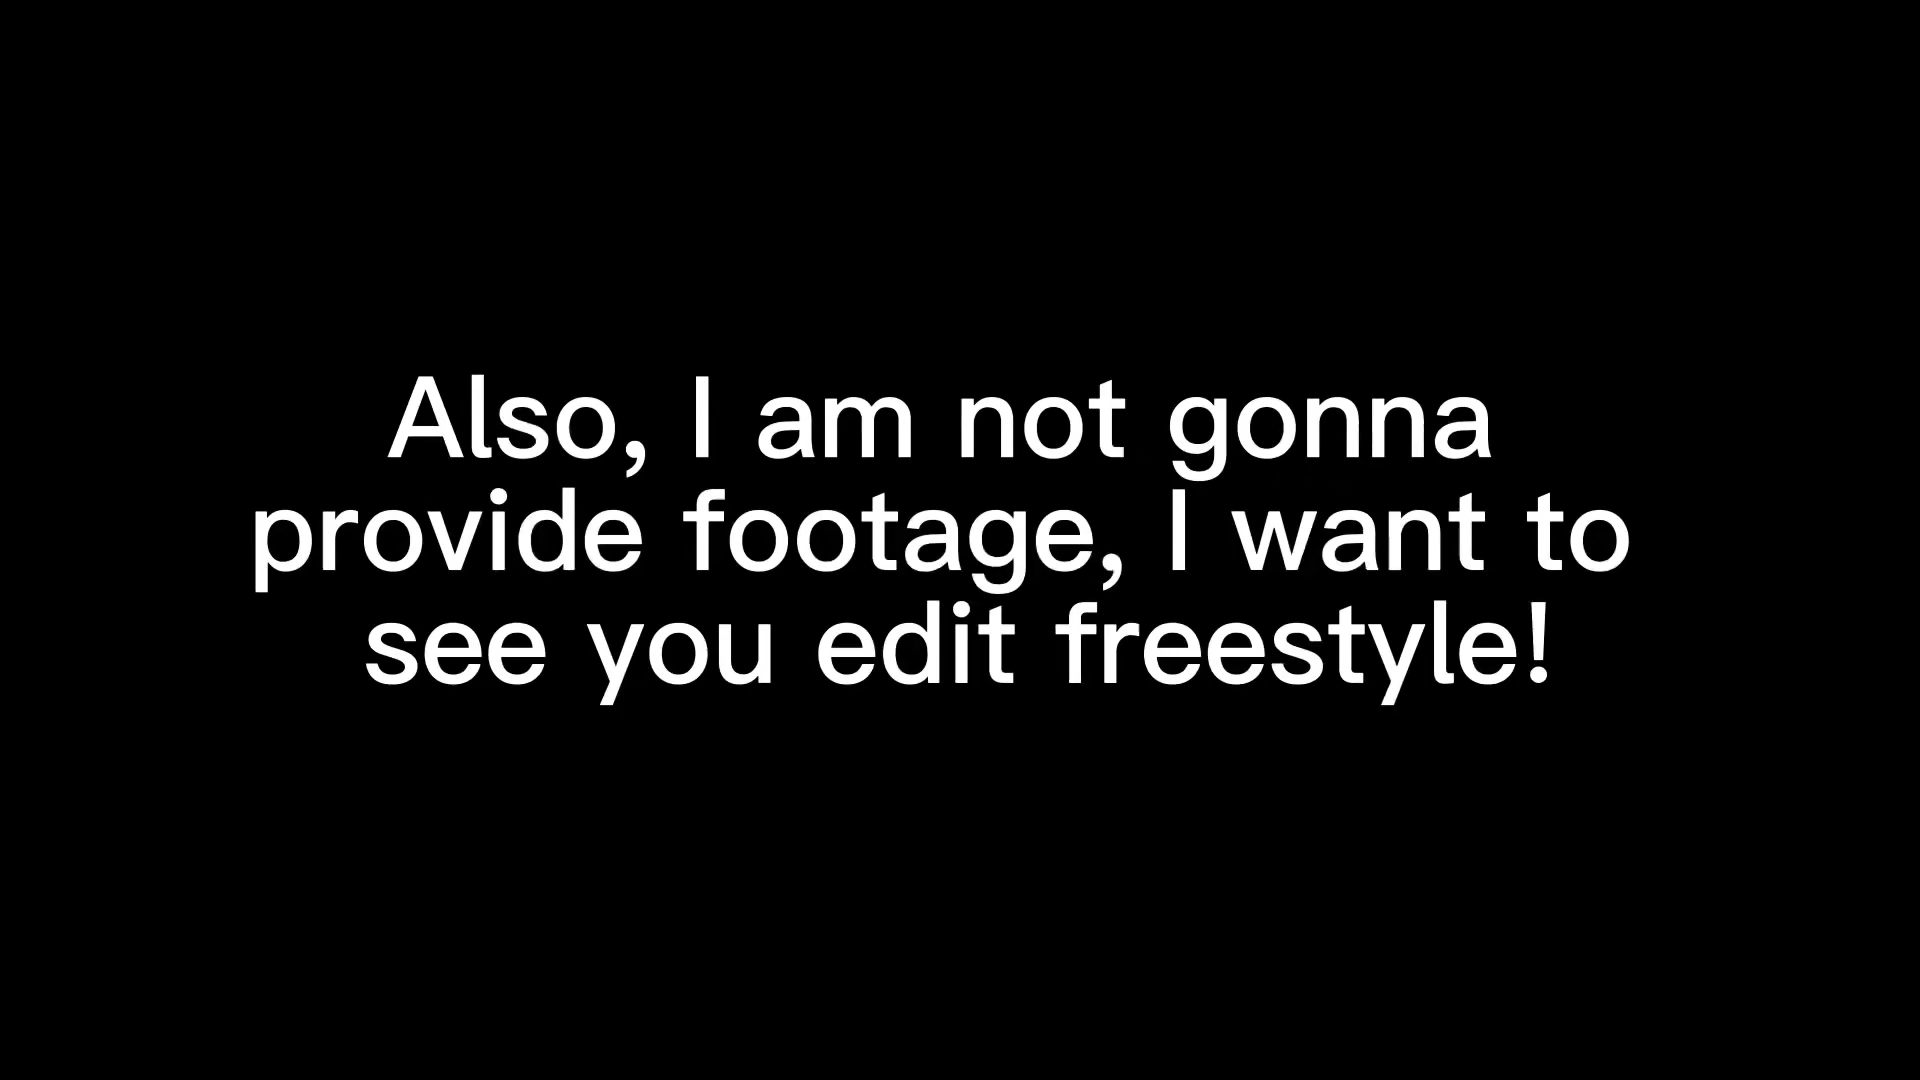 Also, I am not gonna
provide footage, I want to
see you edit freestyle!